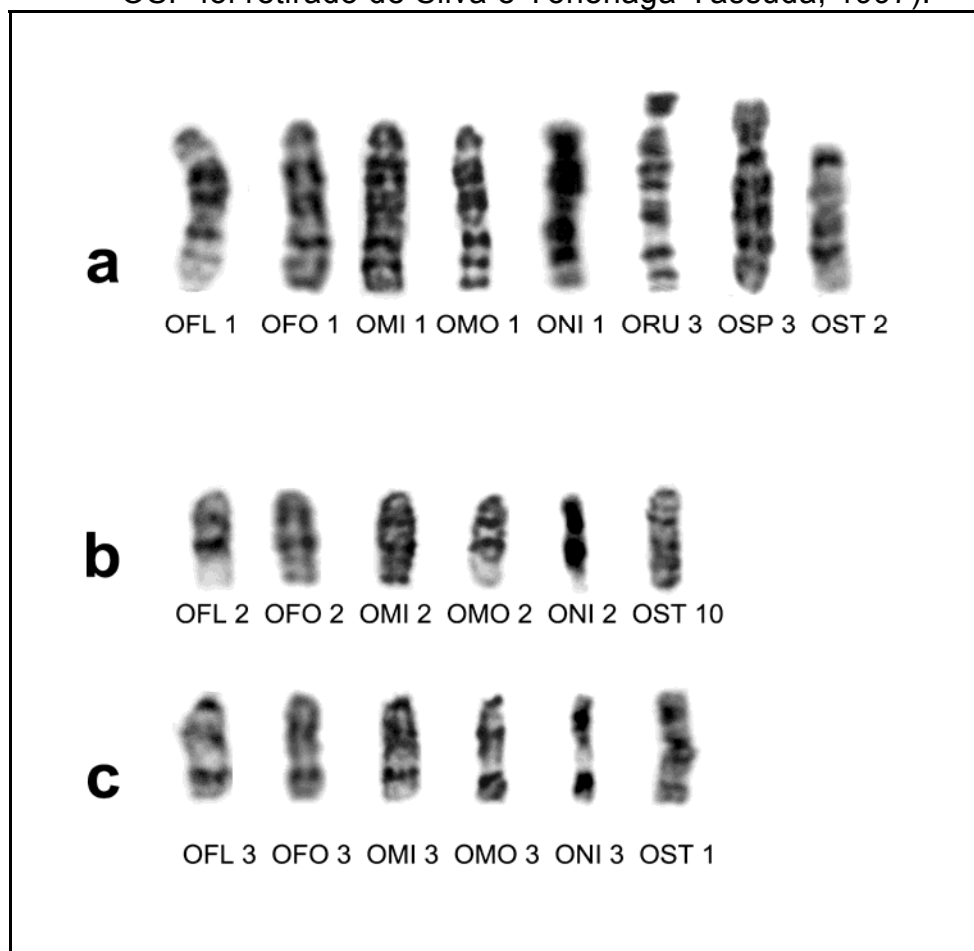 OSP foi retirado de Silva e Yonenaga-Yassuda, 1997).
a
OFL 1 OFO 1 OMI 1 OMO 1 ONI 1 ORU 3 OSP 3 OST 2
b
OFL 2 OFO 2 OMI 2 OMO 2 ONI 2 OST 10
c
OFL 3 OFO 3 OMI 3 OMO 3 ONI 3 OST 1